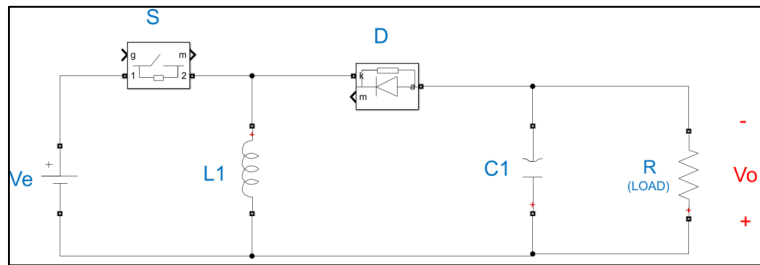 S
g
m
1
2
D
k
a
m
+
Ve
+
L1
C1
+
R
(LOAD)
+
-
Vo
+